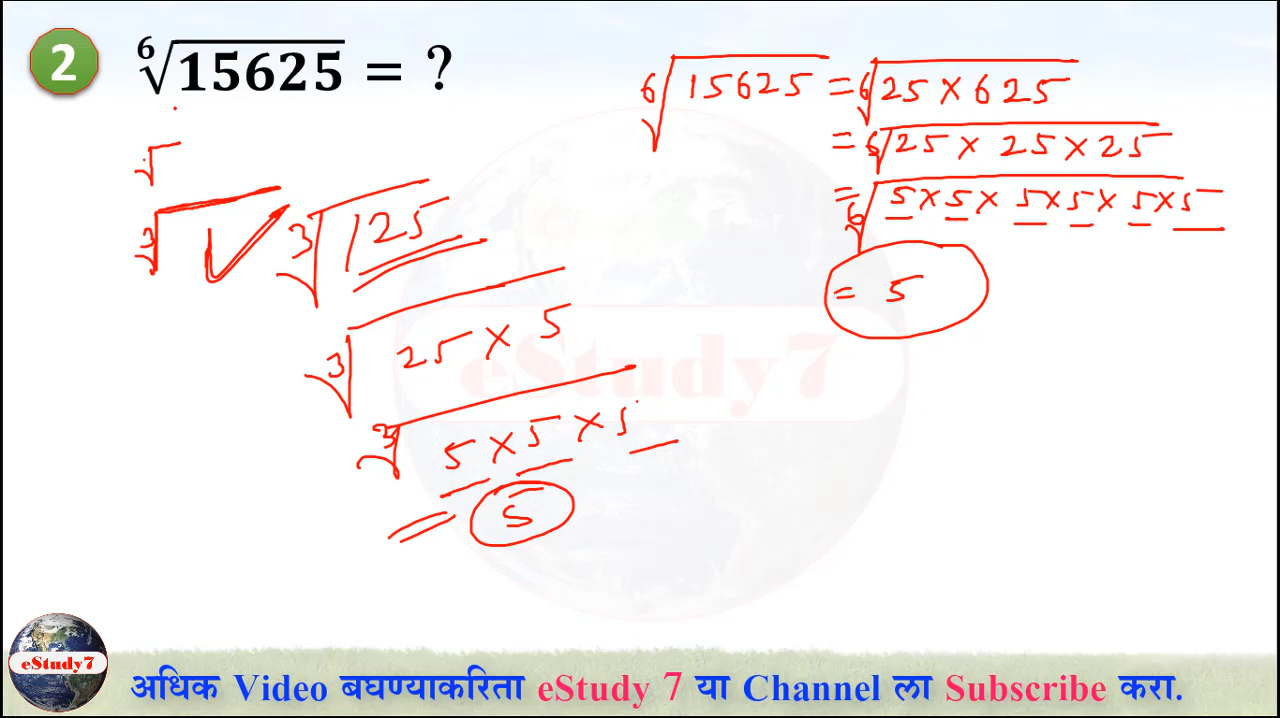 2 ⁶√15625 = ?
⁶√15625 = ⁶√25 × 625
= ⁶√25 × 25 × 25
= ⁶√5 × 5 × 5 × 5 × 5 × 5
= 5
√
³√
³√125
³√25 × 5
³√5 × 5 × 5
= 5
eStudy7
eStudy7
अधिक Video बघण्याकरिता eStudy 7 या Channel ला Subscribe करा.